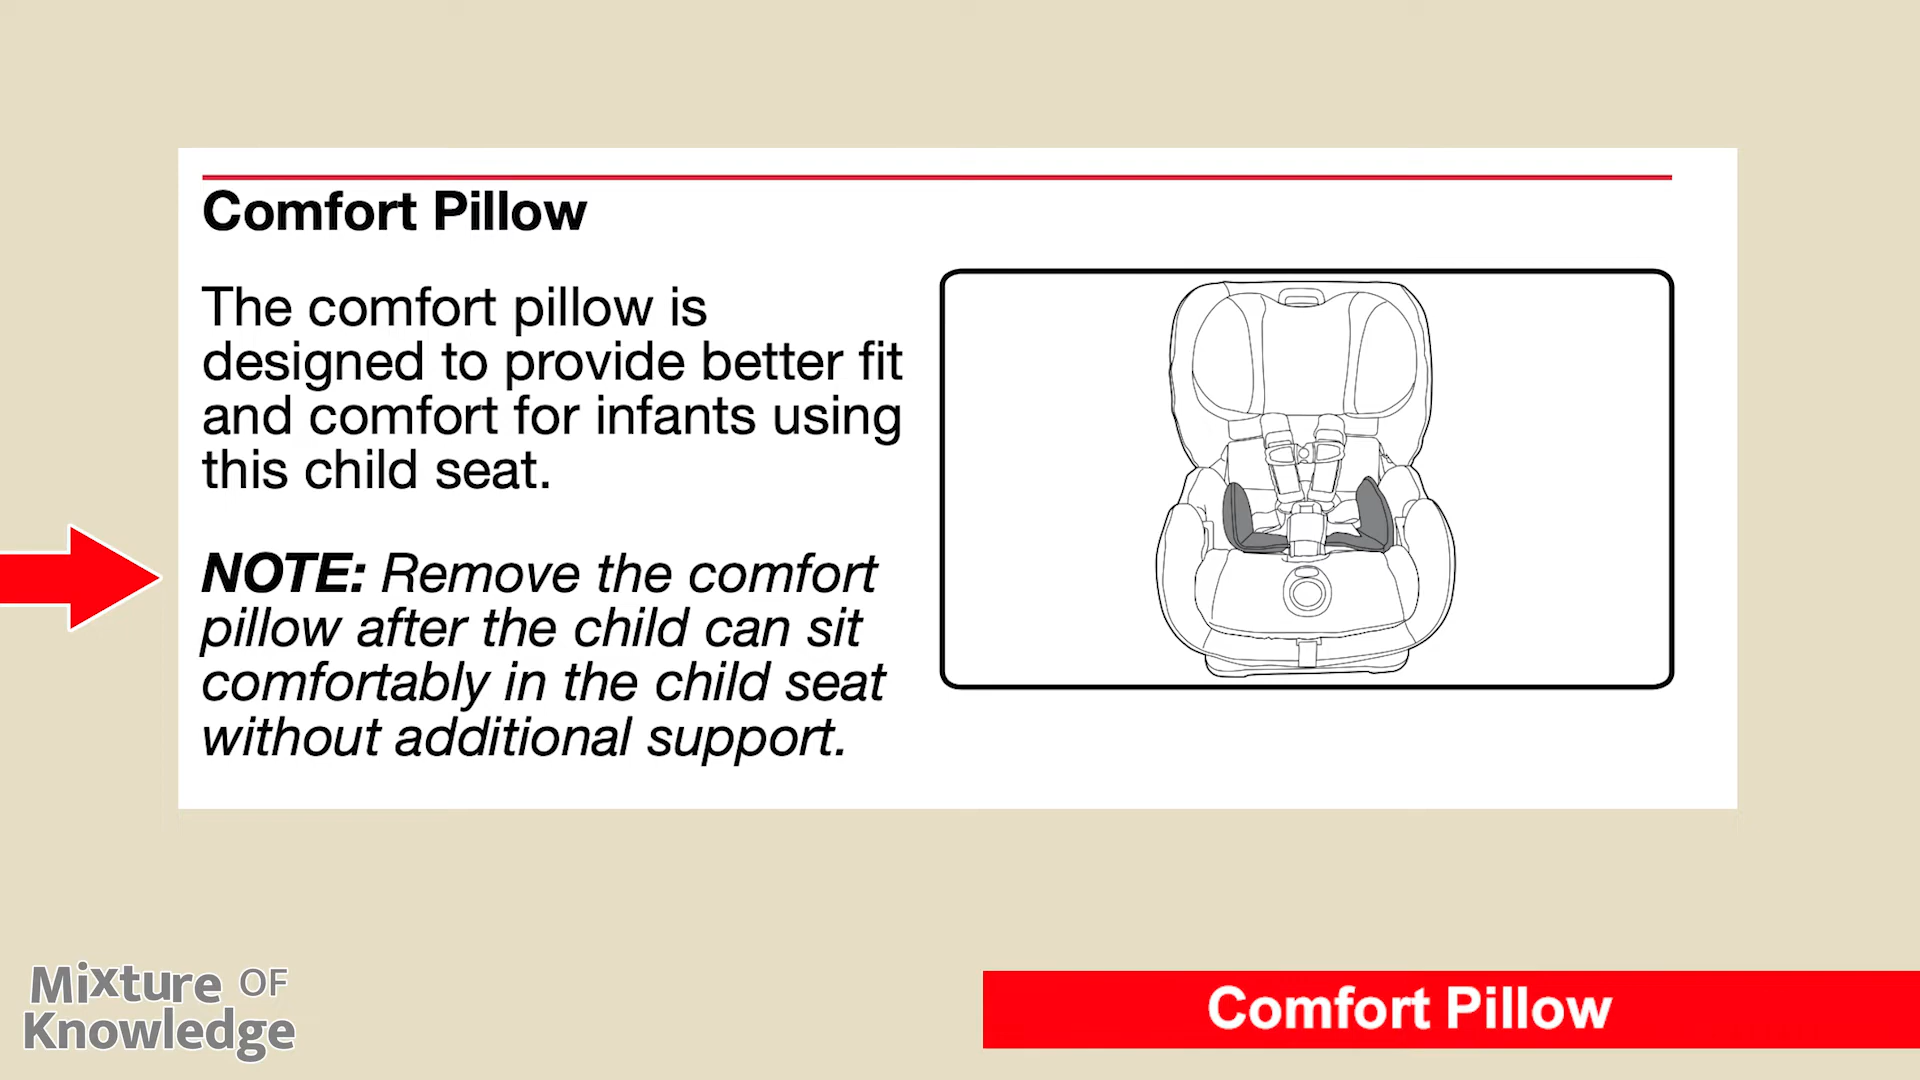 Comfort Pillow
The comfort pillow is
designed to provide better fit
and comfort for infants using
this child seat.
NOTE: Remove the comfort
pillow after the child can sit
comfortably in the child seat
without additional support.
Mixture OF
Knowledge
Comfort Pillow